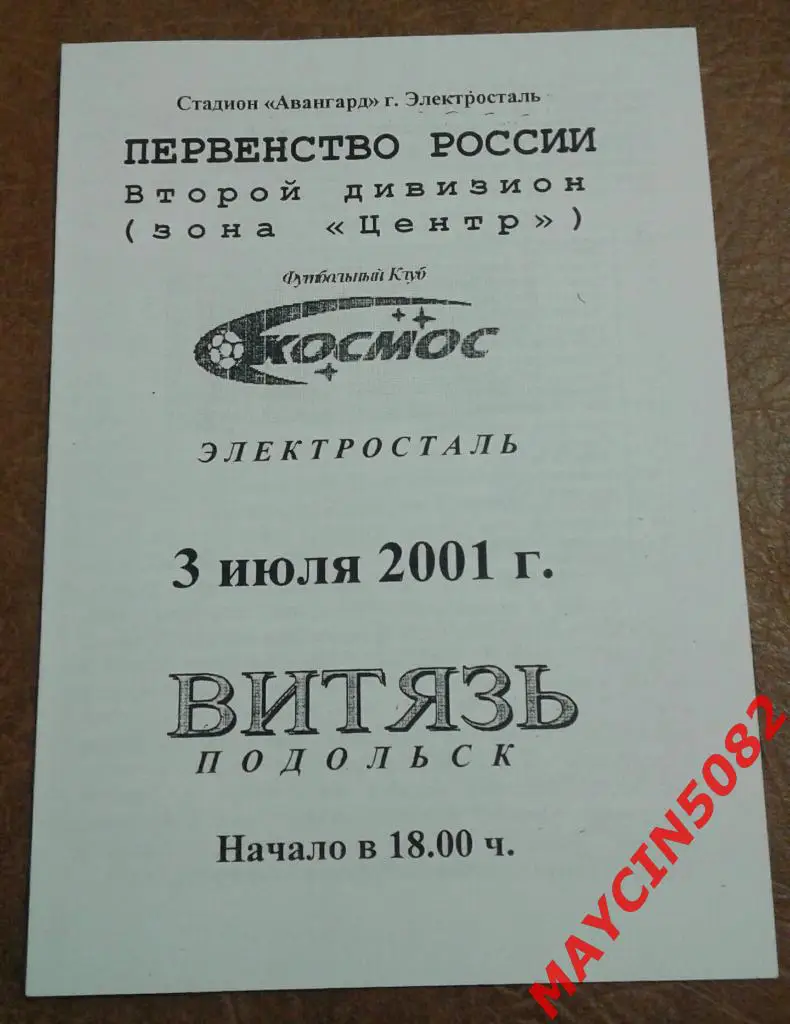 Стадион «Авангард» г. Электросталь
ПЕРВЕНСТВО РОССИИ
Второй дивизион
(зона «Центр»)
Футбольный Клуб
КОСМОС
ЭЛЕКТРОСТАЛЬ
3 июля 2001 г.
ВИТЯЗЬ
ПОДОЛЬСК
Начало в 18.00 ч.
MAYCIN5082